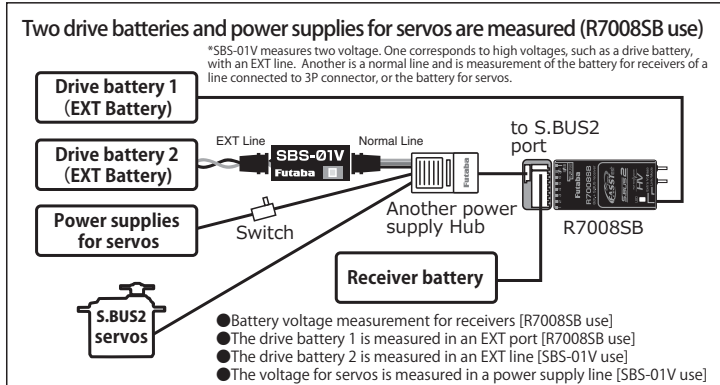 Two drive batteries and power supplies for servos are measured (R7008SB use)
*SBS-01V measures two voltage. One corresponds to high voltages, such as a drive battery,
with an EXT line. Another is a normal line and is measurement of the battery for receivers of a
line connected to 3P connector, or the battery for servos.
Drive battery 1
(EXT Battery)
Drive battery 2
(EXT Battery)
EXT Line
SBS-01V
Futaba
Normal Line
Futaba
to S.BUS2
port
Futaba
R7008SB
FASST
S.BUS2
HV
R7008SB
Another power
supply Hub
Power supplies
for servos
Switch
Receiver battery
S.BUS2
servos
●Battery voltage measurement for receivers [R7008SB use]
●The drive battery 1 is measured in an EXT port [R7008SB use]
●The drive battery 2 is measured in an EXT line [SBS-01V use]
●The voltage for servos is measured in a power supply line [SBS-01V use]